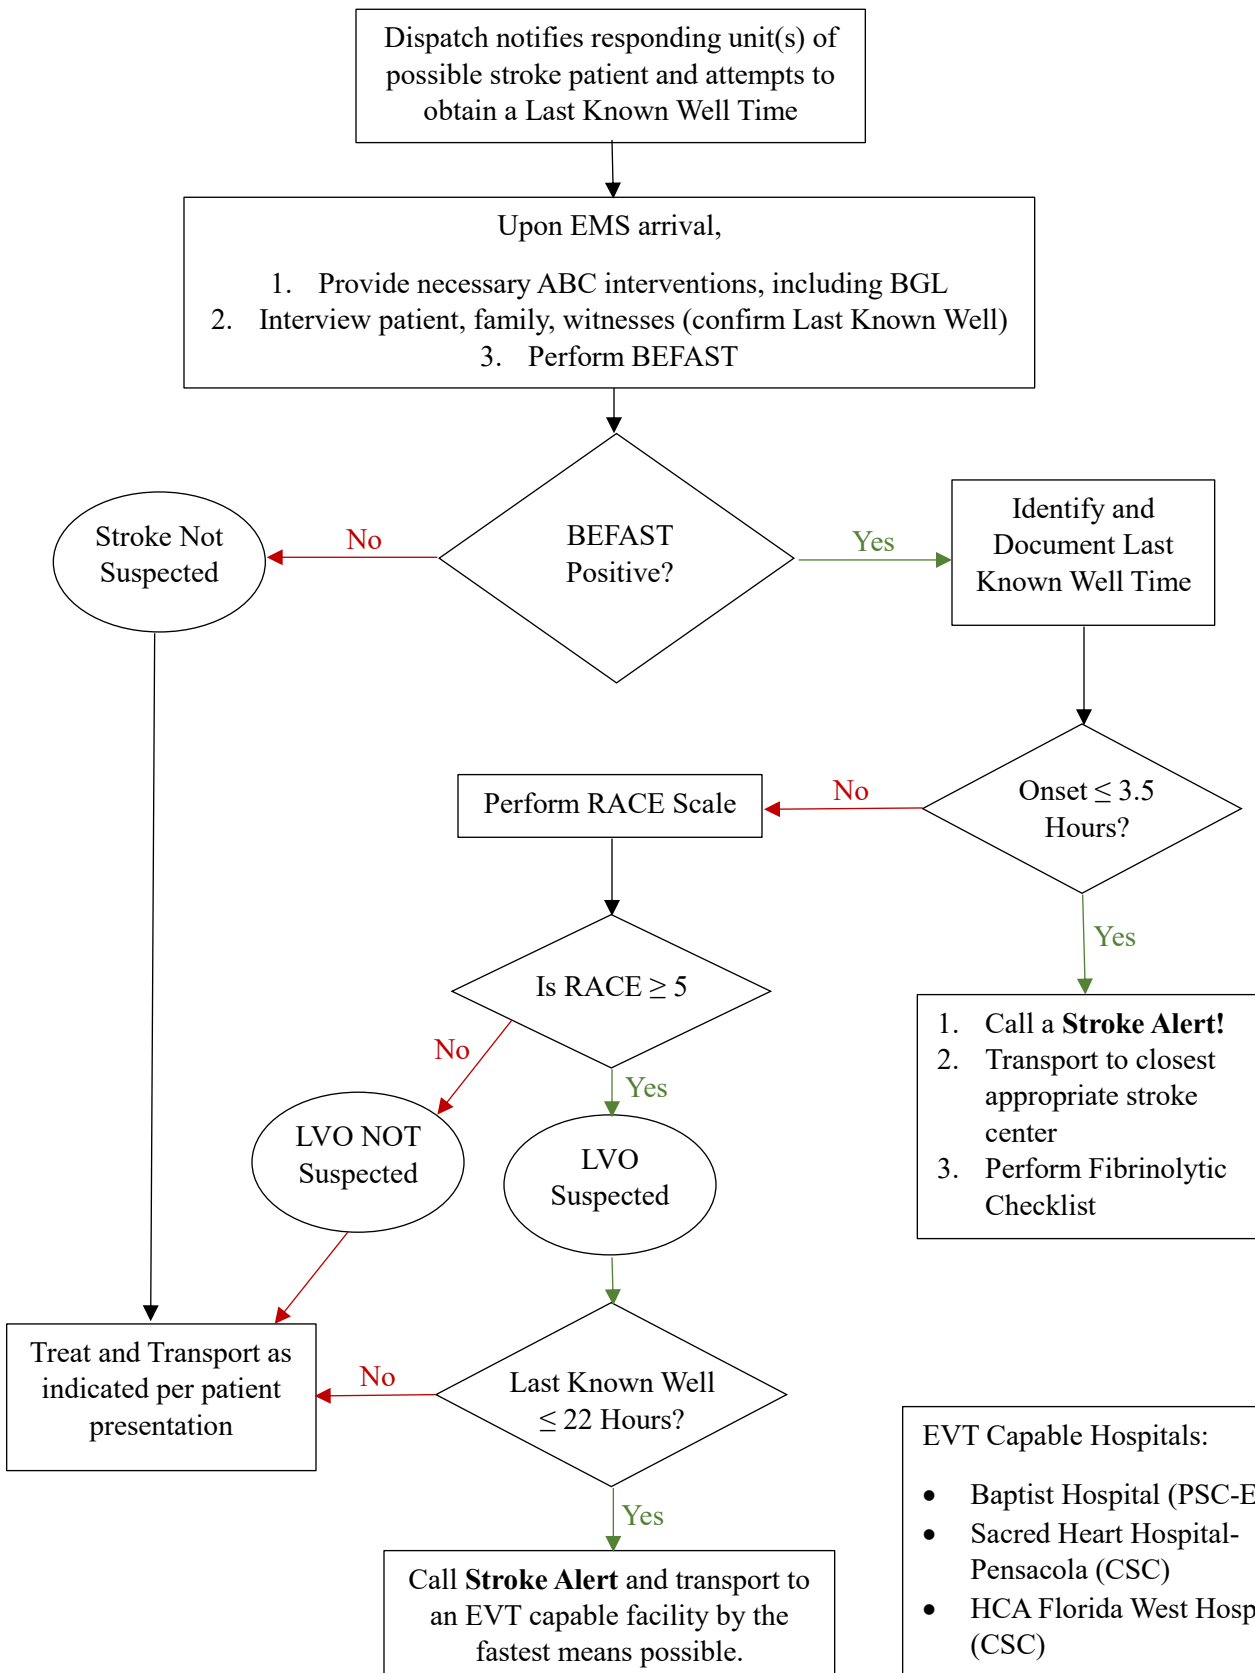 Dispatch notifies responding unit(s) of
possible stroke patient and attempts to
obtain a Last Known Well Time
Upon EMS arrival,
1. Provide necessary ABC interventions, including BGL
2. Interview patient, family, witnesses (confirm Last Known Well)
3. Perform BEFAST
BEFAST
Positive?
No
Stroke Not
Suspected
Yes
Identify and
Document Last
Known Well Time
Onset ≤ 3.5
Hours?
No
Perform RACE Scale
Yes
1. Call a Stroke Alert!
2. Transport to closest
appropriate stroke
center
3. Perform Fibrinolytic
Checklist
Is RACE ≥ 5
No
LVO NOT
Suspected
Yes
LVO
Suspected
Last Known Well
≤ 22 Hours?
No
Treat and Transport as
indicated per patient
presentation
Yes
Call Stroke Alert and transport to
an EVT capable facility by the
fastest means possible.
EVT Capable Hospitals:
• Baptist Hospital
• Sacred Heart Hospital-
Pensacola (CSC)
• HCA Florida West
(CSC)